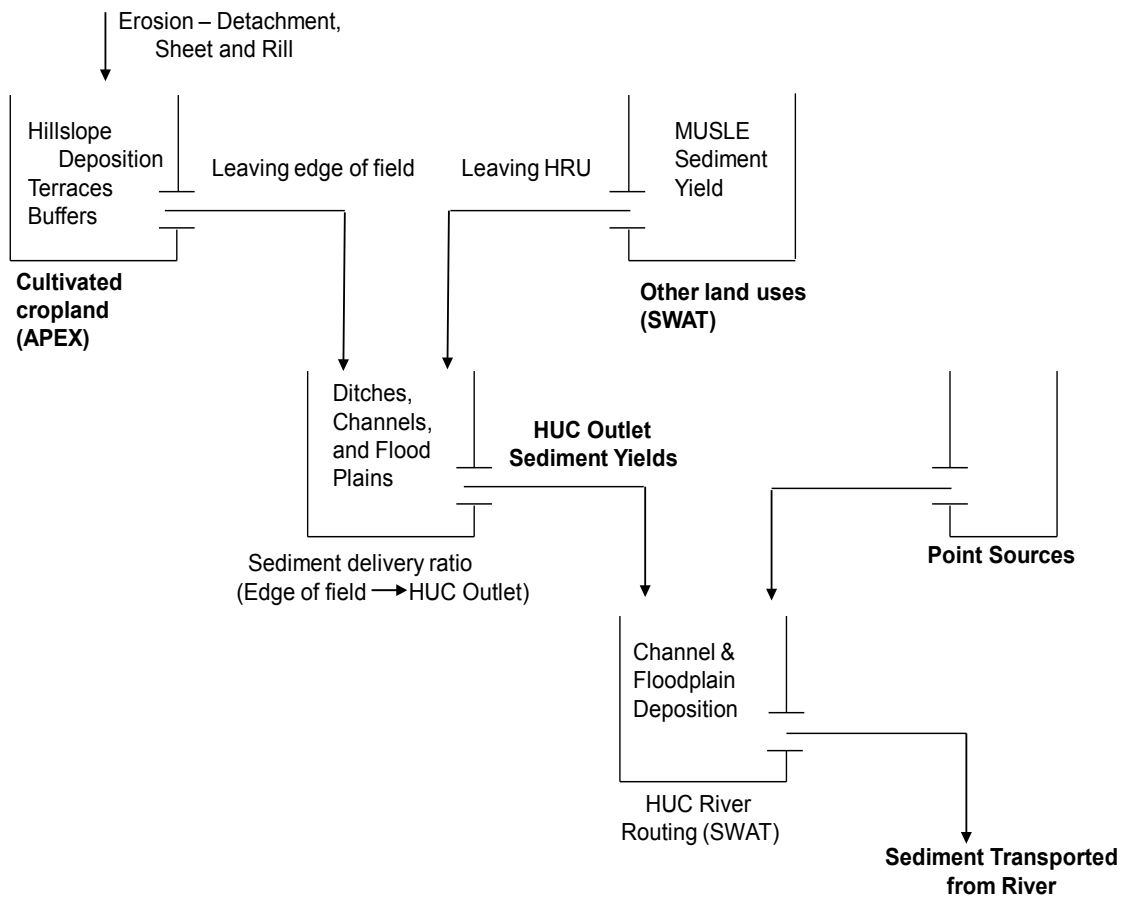 Erosion – Detachment,
Sheet and Rill
Hillslope
Deposition
Terraces
Buffers
Leaving edge of field
Leaving HRU
MUSLE
Sediment
Yield
Cultivated
cropland
(APEX)
Other land uses
(SWAT)
Ditches,
Channels,
and Flood
Plains
HUC Outlet
Sediment Yields
Point Sources
Sediment delivery ratio
(Edge of field → HUC Outlet)
Channel &
Floodplain
Deposition
HUC River
Routing (SWAT)
Sediment Transported
from River